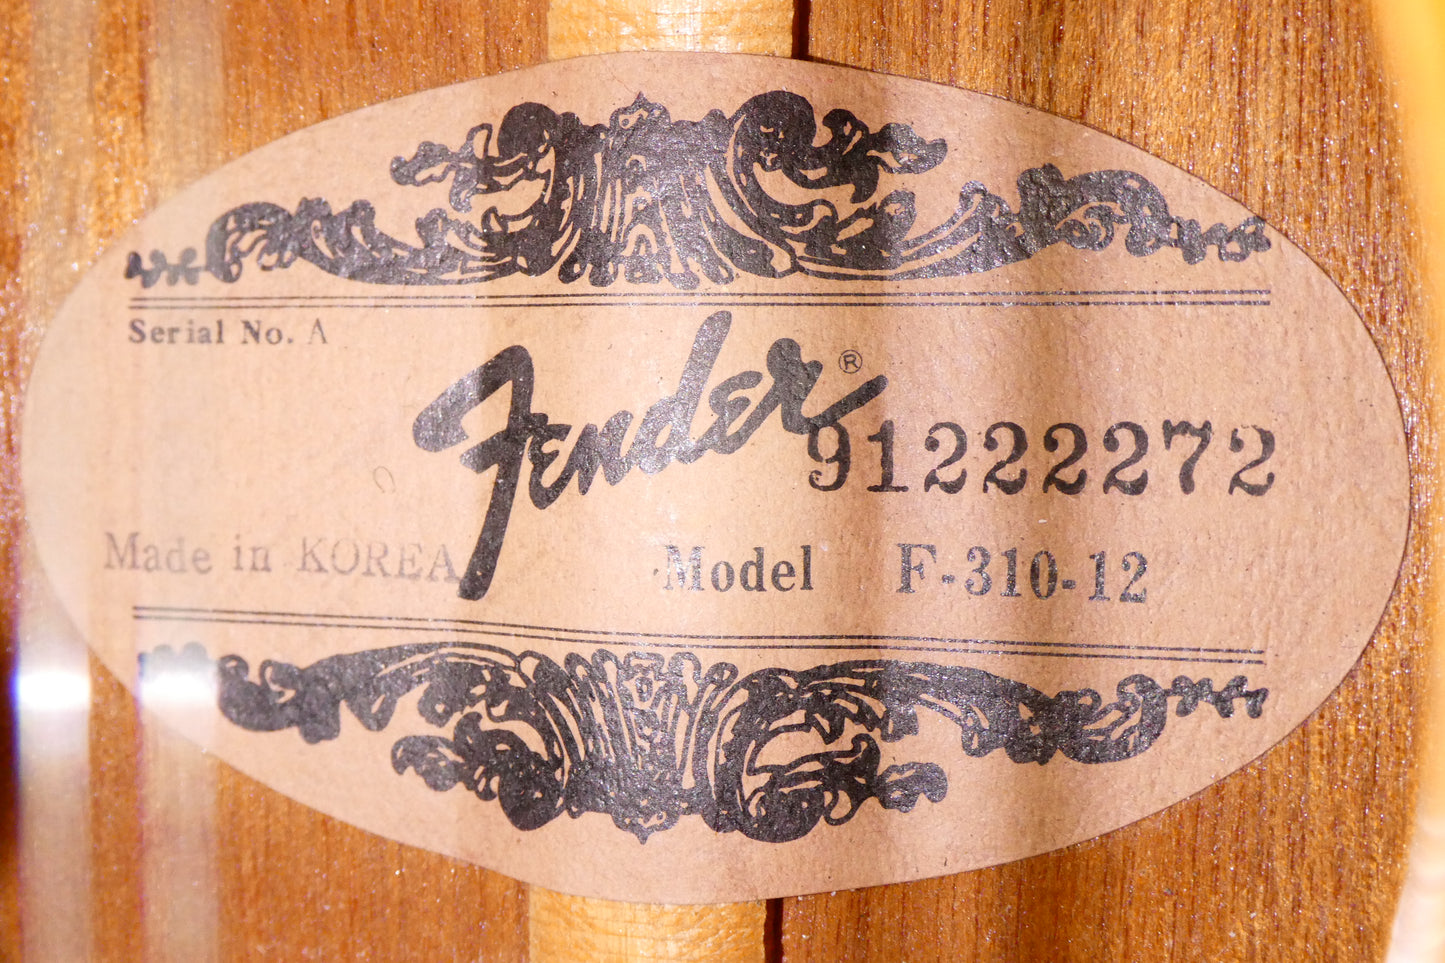 Serial No. A
Fender®
91222272
Made in KOREA
Model F-310-12